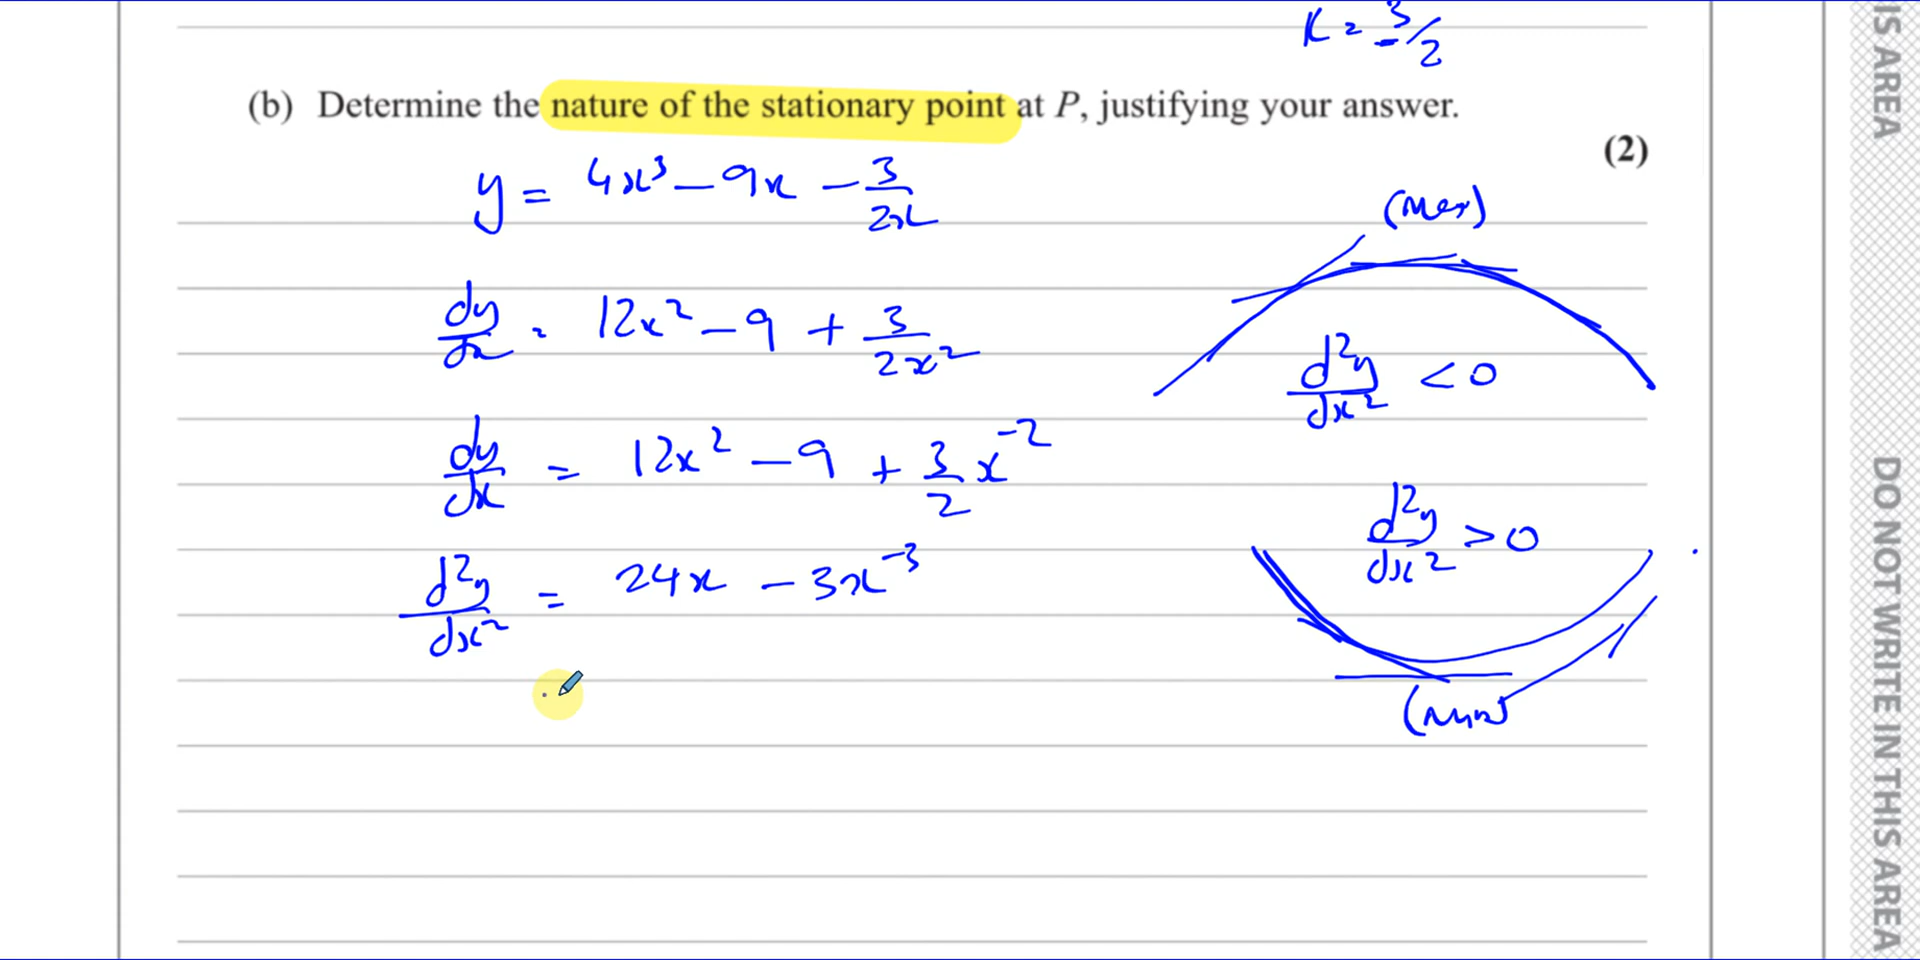 K = -3/2
(b) Determine the nature of the stationary point at P, justifying your answer.
(2)
y = 4x³ - 9x - 3/2x
dy/dx = 12x² - 9 + 3/2x²
dy/dx = 12x² - 9 + 3/2 x⁻²
d²y/dx² = 24x - 3x⁻³
(Max)
d²y/dx² < 0
d²y/dx² > 0
(Min)
IS AREA
DO NOT WRITE IN THIS AREA